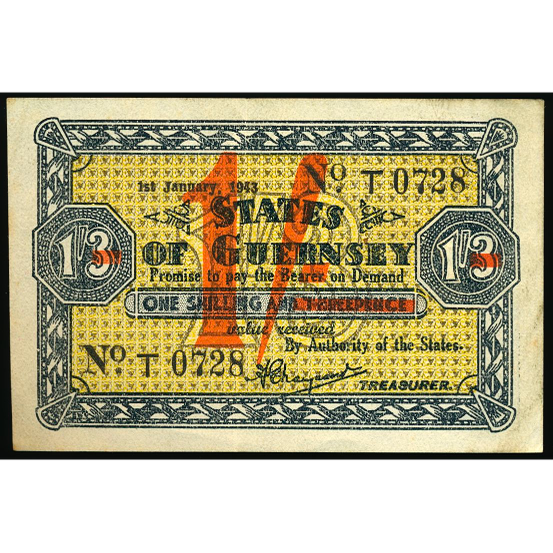 1st January, 1943
No T 0728
1/
STATES
OF GUERNSEY
Promise to pay the Bearer on Demand
1/3 1/3
ONE SHILLING AND THREEPENCE
value received
By Authority of the States.
No T 0728
TREASURER.